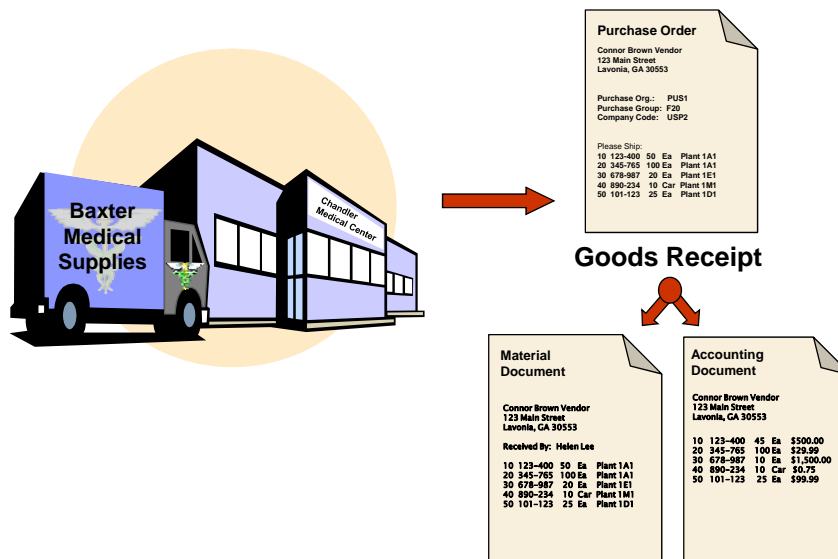 Baxter
Medical
Supplies
Chandler
Medical Center
Purchase Order
Connor Brown Vendor
123 Main Street
Lavonia, GA 30553
Purchase Org.: PUS1
Purchase Group: F20
Company Code: USP2
Please Ship:
10 123-400 50 Ea Plant 1A1
20 345-765 100 Ea Plant 1A1
30 678-987 20 Ea Plant 1E1
40 890-234 10 Car Plant 1M1
50 101-123 25 Ea Plant 1D1
Goods Receipt
Material
Document
Connor Brown Vendor
123 Main Street
Lavonia, GA 30553
Received By: Helen Lee
10 123-400 50 Ea Plant 1A1
20 345-765 100 Ea Plant 1A1
30 678-987 20 Ea Plant 1E1
40 890-234 10 Car Plant 1M1
50 101-123 25 Ea Plant 1D1
Accounting
Document
Connor Brown Vendor
123 Main Street
Lavonia, GA 30553
10 123-400 45 Ea $500.00
20 345-765 100 Ea $29.99
30 678-987 10 Ea $1,500.00
40 890-234 10 Car $0.75
50 101-123 25 Ea $99.99